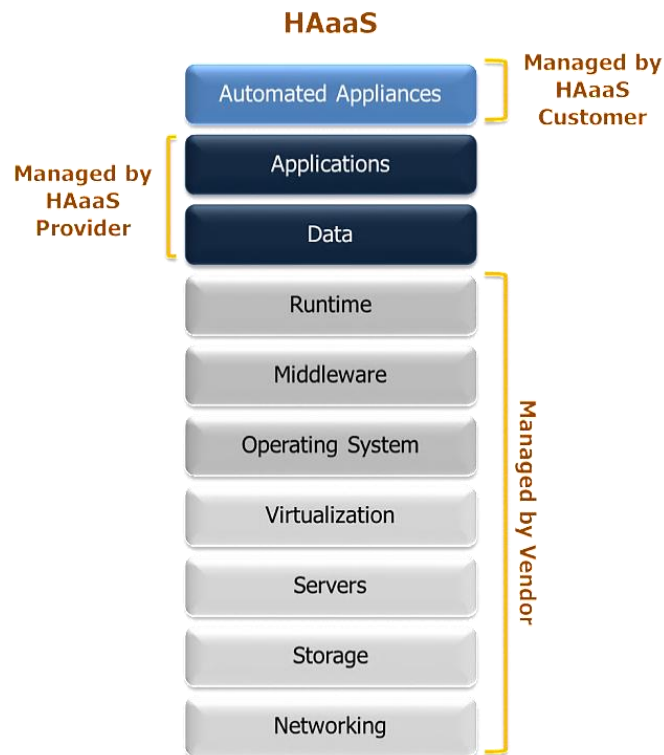 HAaaS
Automated Appliances
Managed by
HAaaS
Customer
Applications
Managed by
HAaaS
Provider
Data
Runtime
Middleware
Operating System
Virtualization
Servers
Storage
Networking
Managed by Vendor